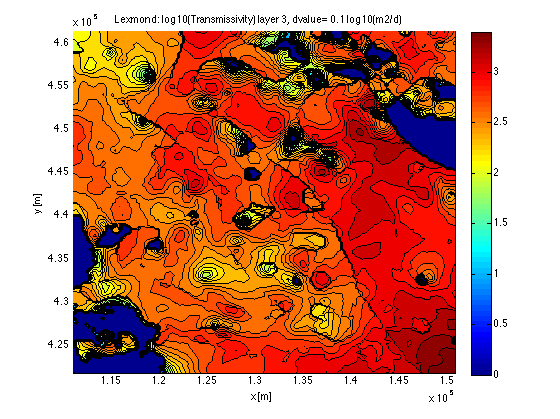 x 10^5
Lexmond: log10(Transmissivity) layer 3, dvalue= 0.1log10(m2/d)
4.6
4.55
4.5
4.45
4.4
4.35
4.3
4.25
y [m]
1.15 1.2 1.25 1.3 1.35 1.4 1.45 1.5
x [m]
x 10^5
3
2.5
2
1.5
1
0.5
0